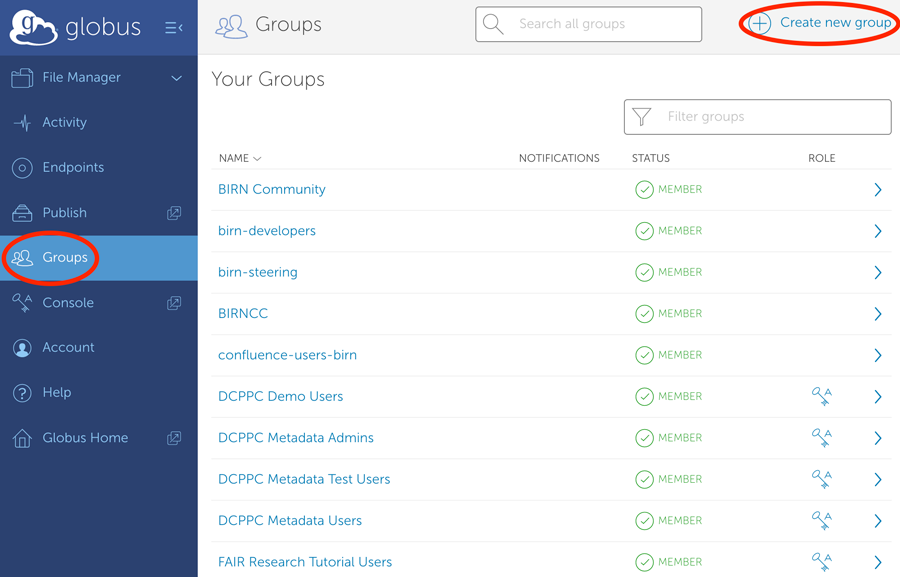 globus
File Manager
Activity
Endpoints
Publish
Groups
Console
Account
Help
Globus Home
Groups
Search all groups
Create new group
Your Groups
Filter groups
NAME NOTIFICATIONS STATUS ROLE
BIRN Community MEMBER
birn-developers MEMBER
birn-steering MEMBER
BIRNCC MEMBER
confluence-users-birn MEMBER
DCPPC Demo Users MEMBER
DCPPC Metadata Admins MEMBER
DCPPC Metadata Test Users MEMBER
DCPPC Metadata Users MEMBER
FAIR Research Tutorial Users MEMBER